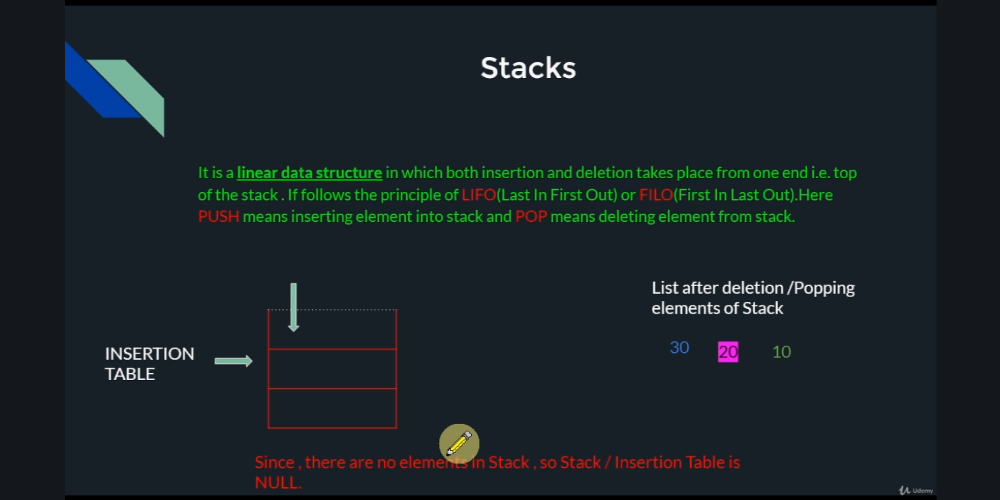 Stacks
It is a linear data structure in which both insertion and deletion takes place from one end i.e. top
of the stack . If follows the principle of LIFO(Last In First Out) or FILO(First In Last Out).Here
PUSH means inserting element into stack and POP means deleting element from stack.
List after deletion /Popping
elements of Stack
30 20 10
INSERTION
TABLE
Since , there are no elements in Stack , so Stack / Insertion Table is
NULL.
Udemy